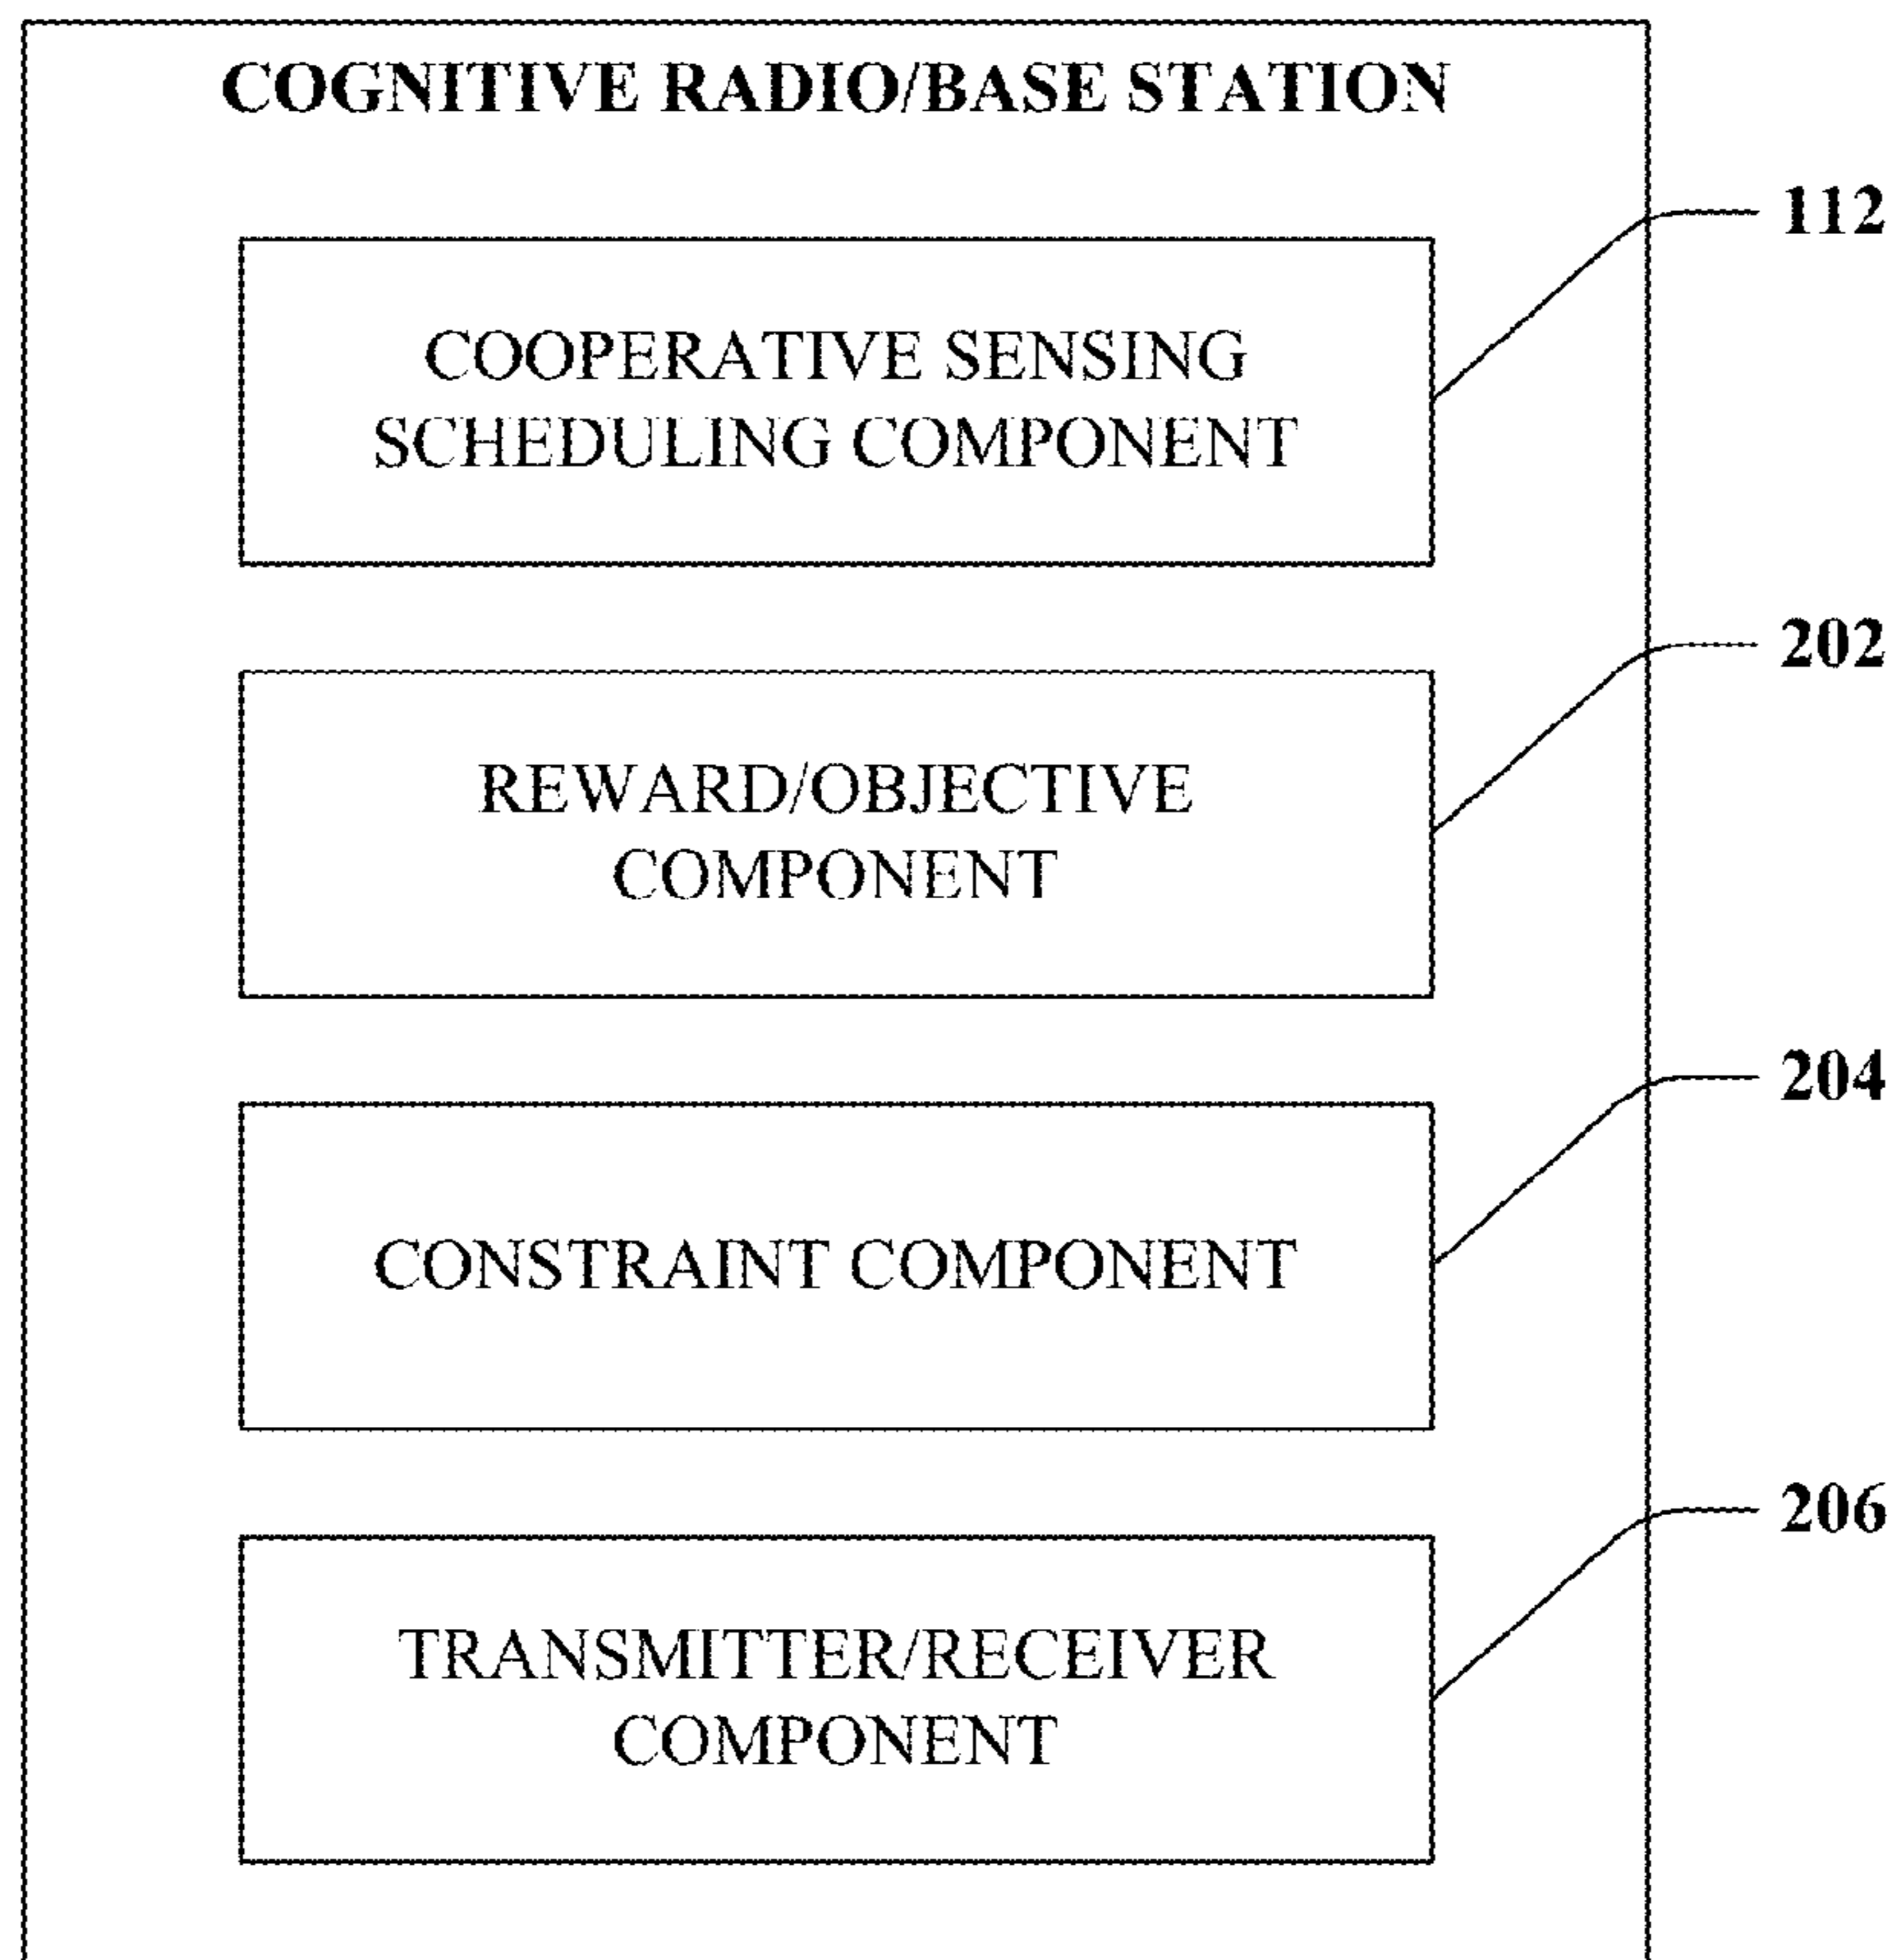 COGNITIVE RADIO/BASE STATION
112
COOPERATIVE SENSING
SCHEDULING COMPONENT
202
REWARD/OBJECTIVE
COMPONENT
204
CONSTRAINT COMPONENT
206
TRANSMITTER/RECEIVER
COMPONENT